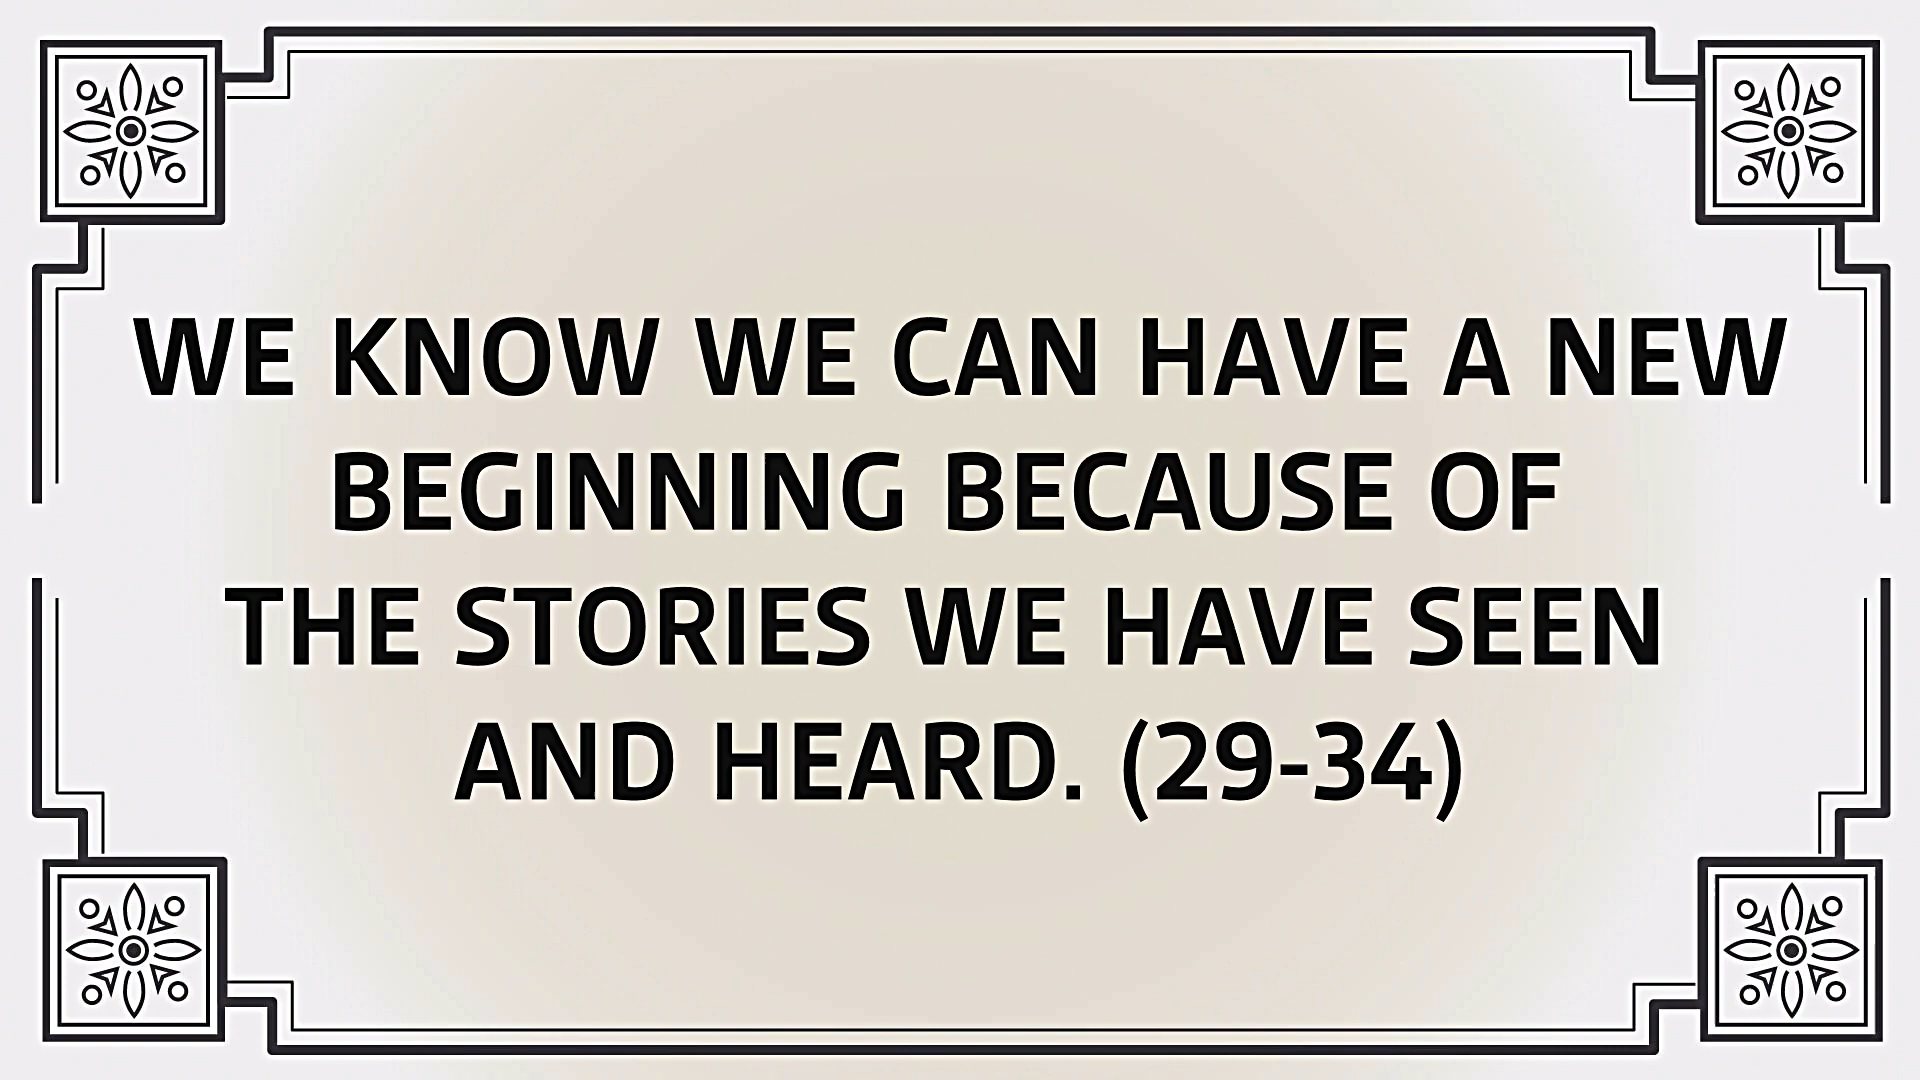 WE KNOW WE CAN HAVE A NEW
BEGINNING BECAUSE OF
THE STORIES WE HAVE SEEN
AND HEARD. (29-34)